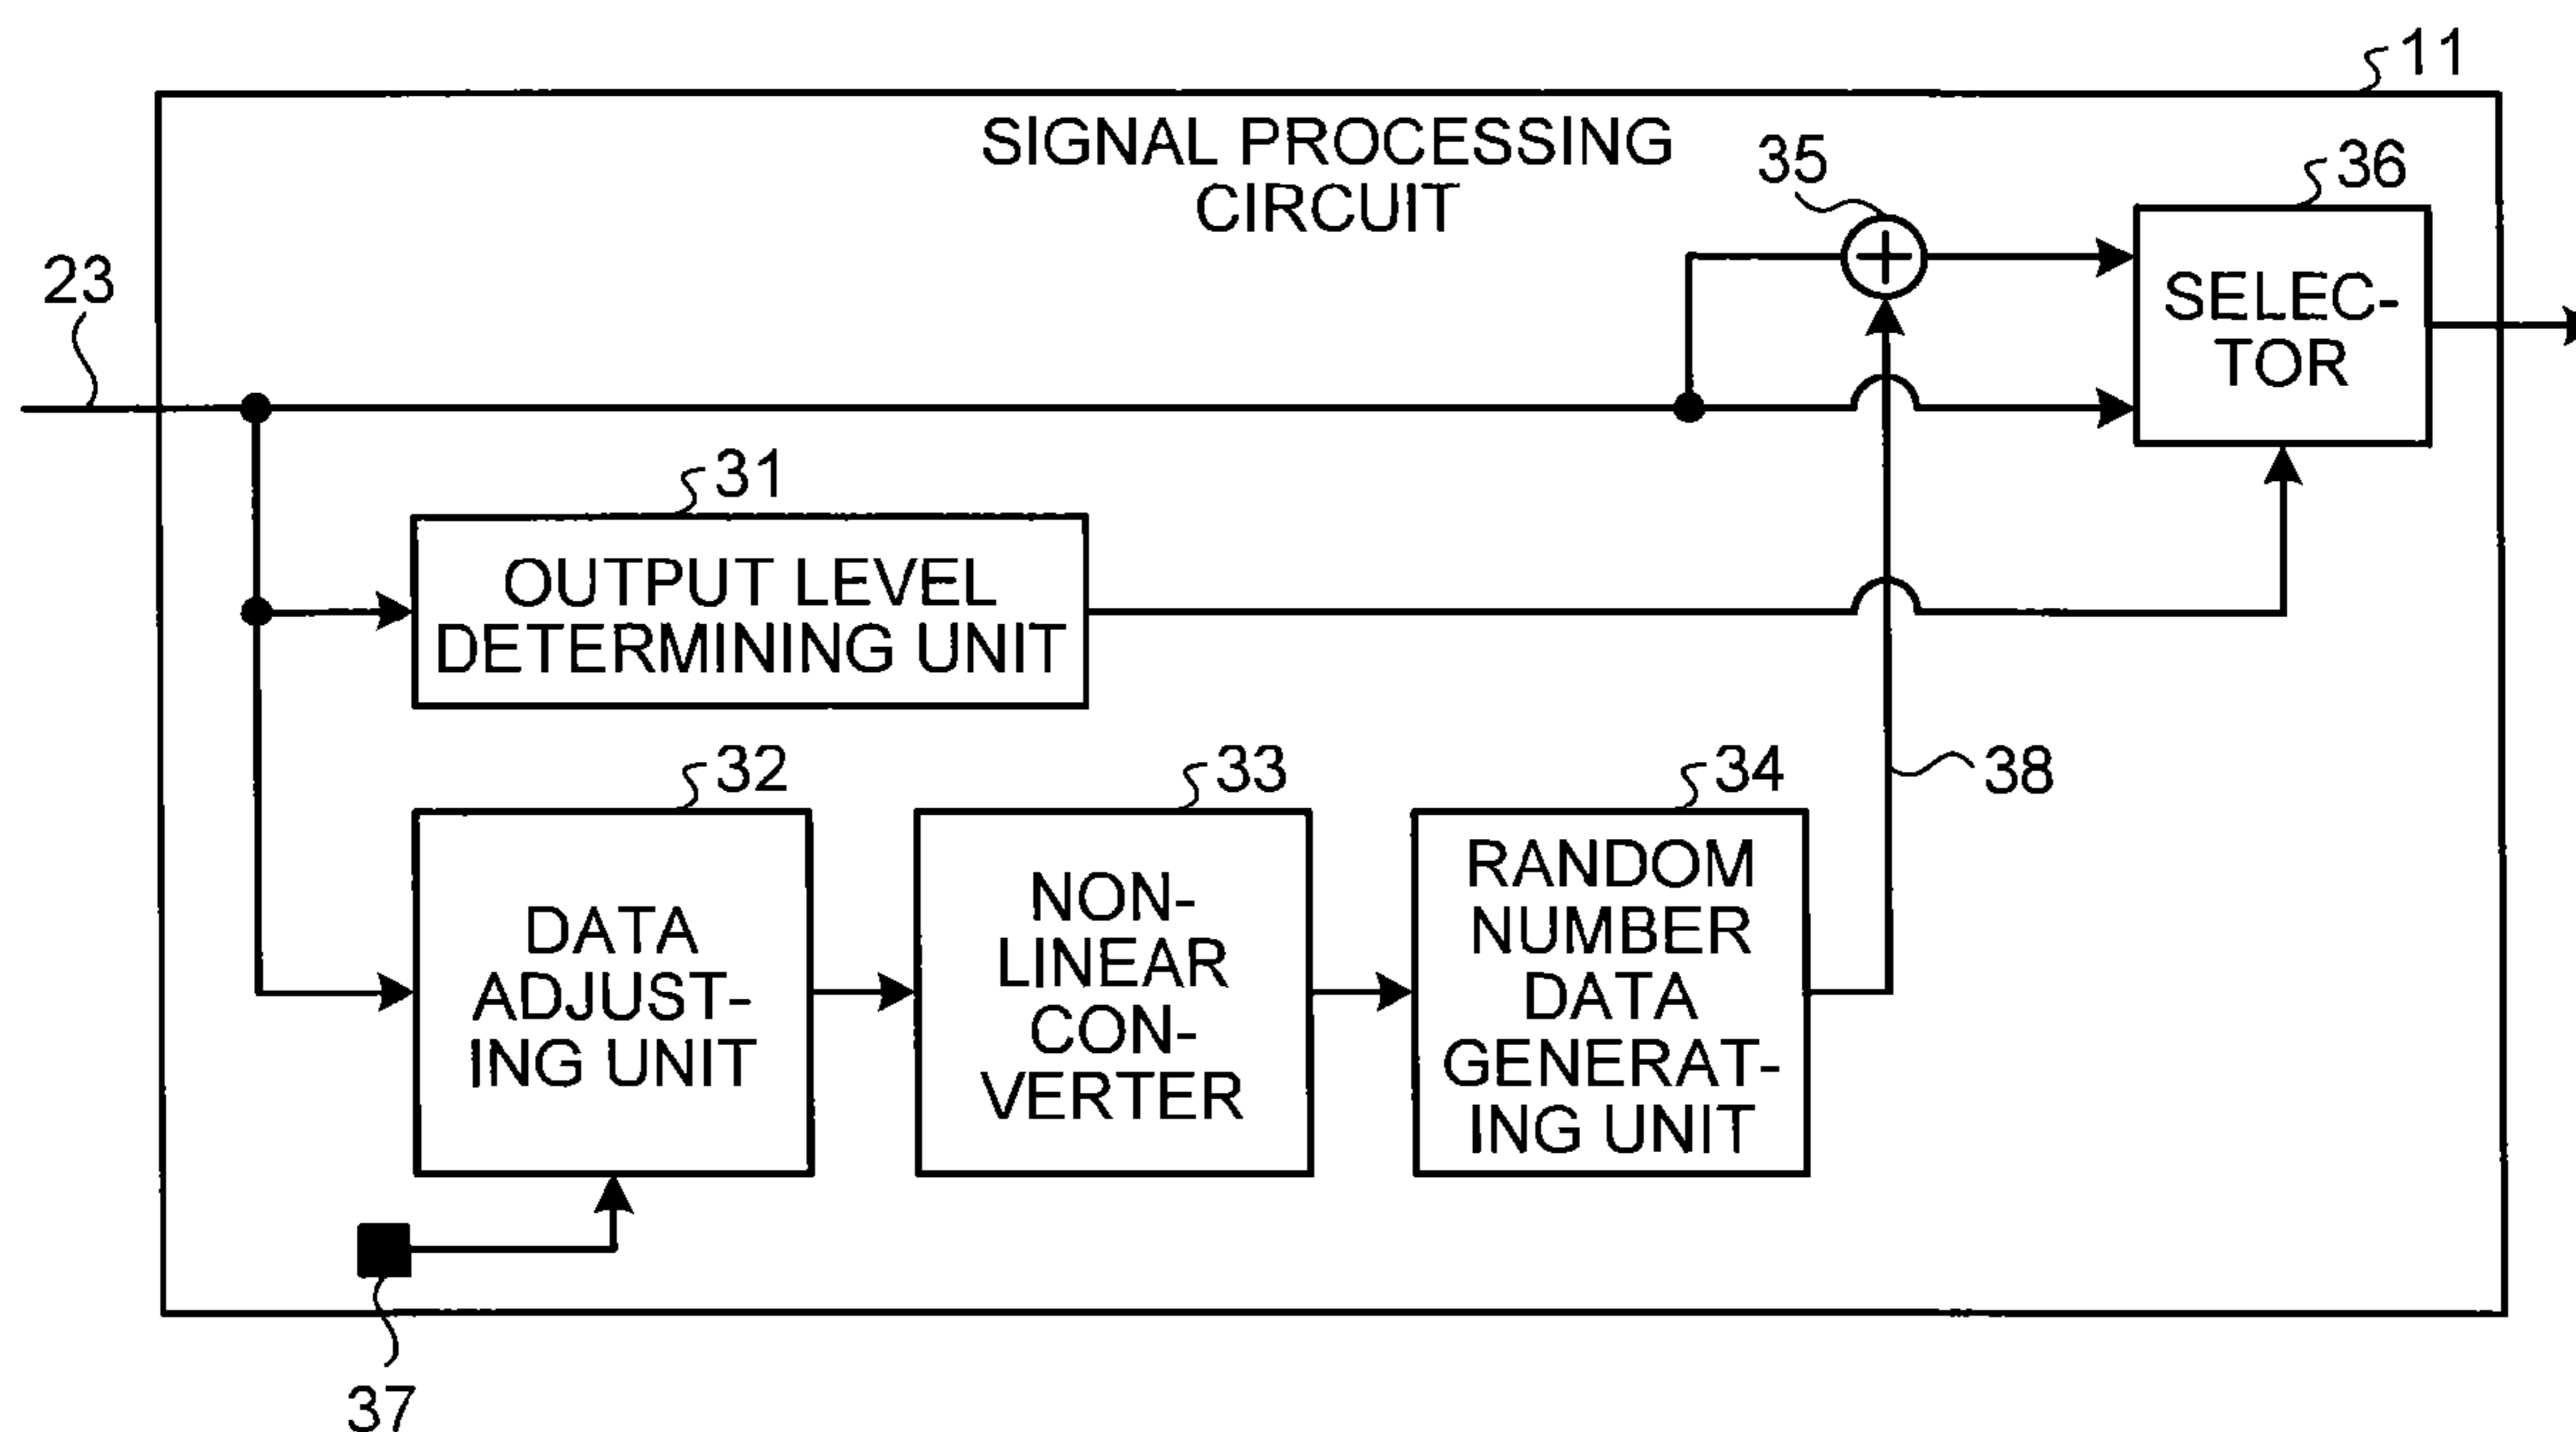 11
SIGNAL PROCESSING
CIRCUIT
35
36
23
SELEC-
TOR
31
OUTPUT LEVEL
DETERMINING UNIT
32
33
34
38
DATA
ADJUST-
ING UNIT
NON-
LINEAR
CON-
VERTER
RANDOM
NUMBER
DATA
GENERAT-
ING UNIT
37